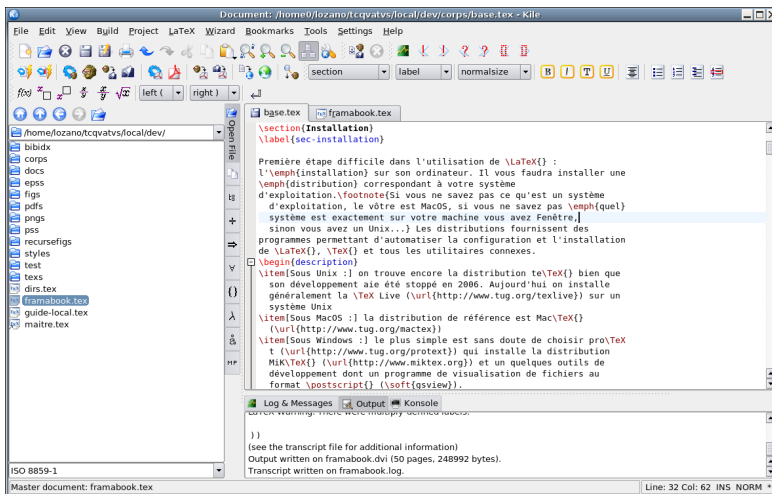 Document: /home0/lozano/tcqvatvs/local/dev/corps/base.tex - Kile
File Edit View Build Project LaTeX Wizard Bookmarks Tools Settings Help
section label normalsize B I T U
f(x) left ( right )
/home/lozano/tcqvatvs/local/dev/
bibidx
corps
docs
epss
figs
pdfs
pngs
pss
recursefigs
styles
test
texs
dirs.tex
framabook.tex
guide-local.tex
maitre.tex
ISO 8859-1
Open File
base.tex framabook.tex
\section{Installation}
\label{sec-installation}
Première étape difficile dans l'utilisation de \LaTeX{} :
l'\emph{installation} sur son ordinateur. Il vous faudra installer une
\emph{distribution} correspondant à votre système
d'exploitation.\footnote{Si vous ne savez pas ce qu'est un système
d'exploitation, le vôtre est MacOS, si vous ne savez pas \emph{quel}
système est exactement sur votre machine vous avez Fenêtre,
sinon vous avez un Unix...} Les distributions fournissent des
programmes permettant d'automatiser la configuration et l'installation
de \LaTeX{}, \TeX{} et tous les utilitaires connexes.
\begin{description}
\item[Sous Unix :] on trouve encore la distribution te\TeX{} bien que
son développement aie été stoppé en 2006. Aujourd'hui on installe
généralement la \TeX Live (\url{http://www.tug.org/texlive}) sur un
système Unix
\item[Sous MacOS :] la distribution de référence est Mac\TeX{}
(\url{http://www.tug.org/mactex})
\item[Sous Windows :] le plus simple est sans doute de choisir pro\TeX
t (\url{http://www.tug.org/protext}) qui installe la distribution
MiK\TeX{} (\url{http://www.miktex.org}) et un quelques outils de
développement dont un programme de visualisation de fichiers au
format \postscript{} (\soft{gsview}).
Log & Messages Output Konsole
LaTeX Warning: There were multiply-defined labels.
) )
(see the transcript file for additional information)
Output written on framabook.dvi (50 pages, 248992 bytes).
Transcript written on framabook.log.
Master document: framabook.tex
Line: 32 Col: 62 INS NORM *